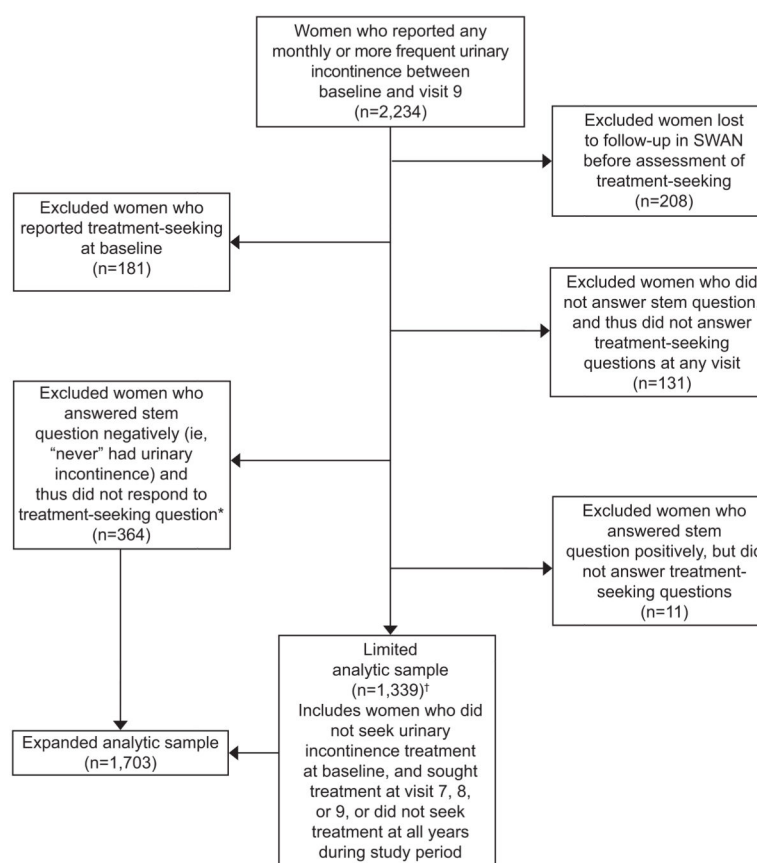 Women who reported any
monthly or more frequent urinary
incontinence between
baseline and visit 9
(n=2,234)
Excluded women lost
to follow-up in SWAN
before assessment of
treatment-seeking
(n=208)
Excluded women who
reported treatment-seeking
at baseline
(n=181)
Excluded women who did
not answer stem question,
and thus did not answer
treatment-seeking
questions at any visit
(n=131)
Excluded women who
answered stem
question negatively (ie,
“never” had urinary
incontinence) and
thus did not respond to
treatment-seeking question*
(n=364)
Excluded women who
answered stem
question positively, but did
not answer treatment-
seeking questions
(n=11)
Limited
analytic sample
(n=1,339)†
Includes women who did
not seek urinary
incontinence treatment
at baseline, and sought
treatment at visit 7, 8,
or 9, or did not seek
treatment at all years
during study period
Expanded analytic sample
(n=1,703)